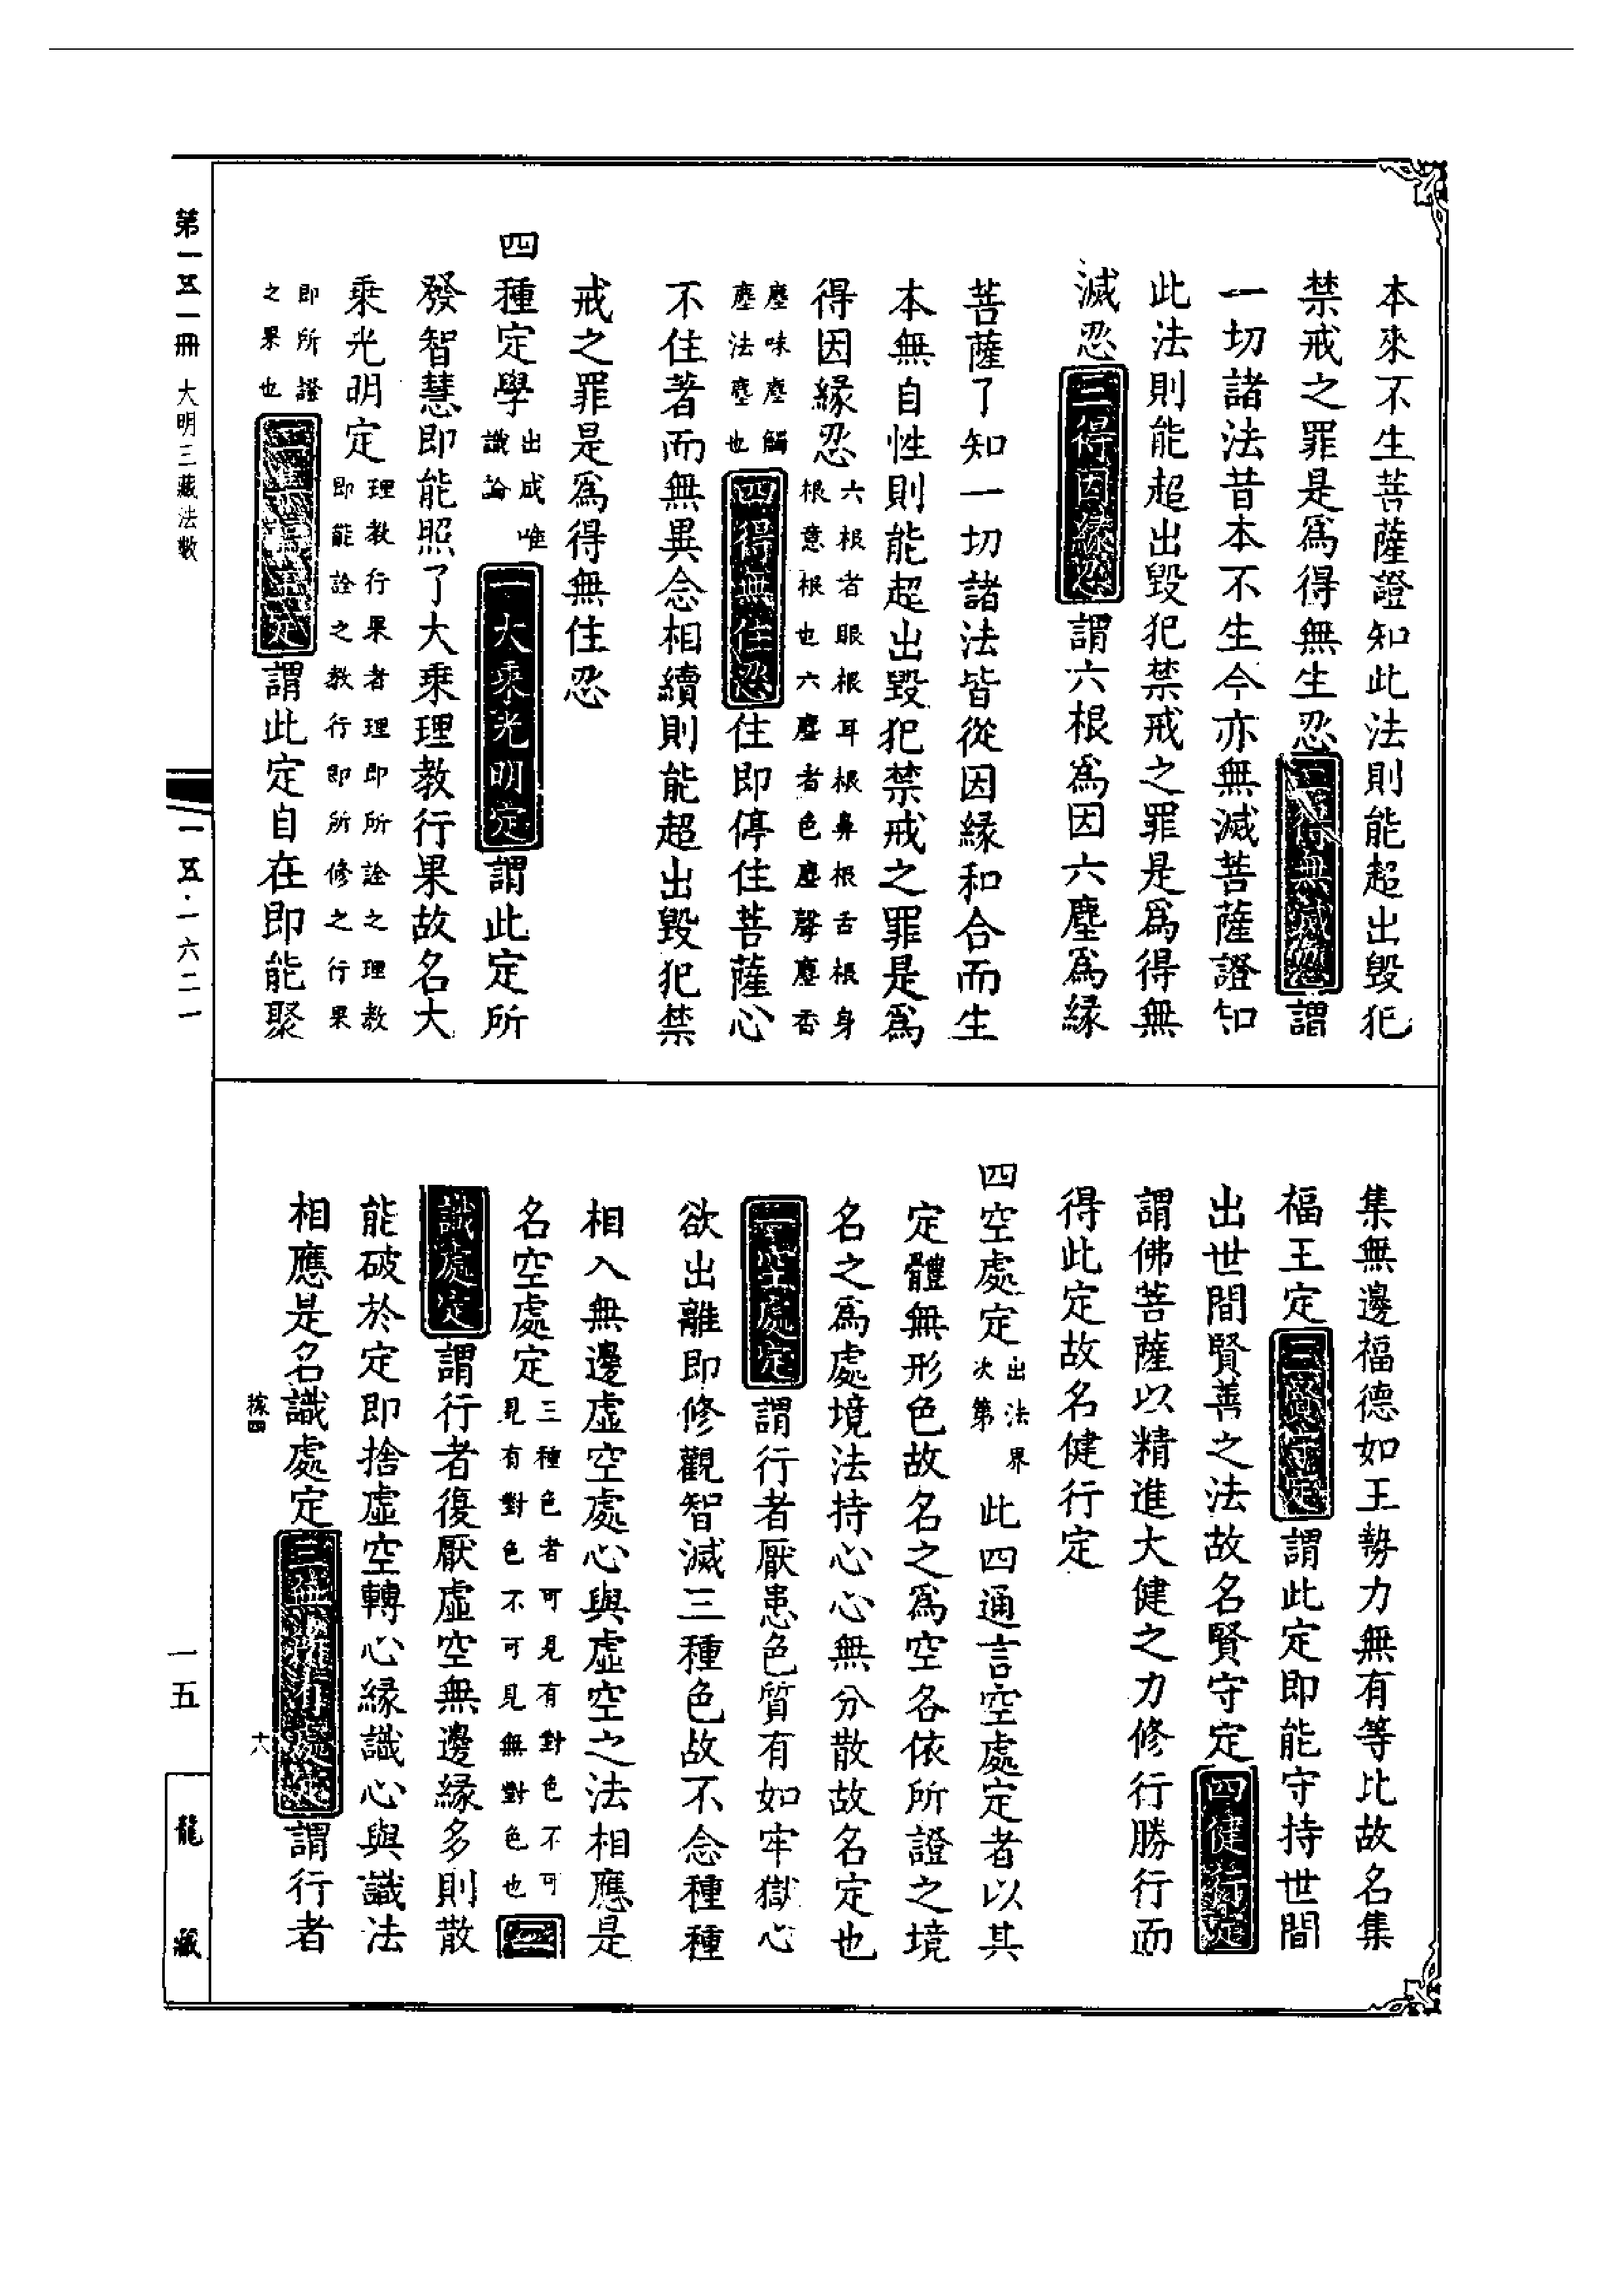 本來不生菩薩證知此法則能超出毀犯
禁戒之罪是爲得無生忍二得無滅忍謂
一切諸法昔本不生今亦無滅菩薩證知
此法則能超出毀犯禁戒之罪是爲得無
滅忍三得因緣忍謂六根爲因六塵爲緣
菩薩了知一切諸法皆從因緣和合而生
本無自性則能超出毀犯禁戒之罪是爲
得因緣忍六根者眼根耳根鼻根舌根身
根意根也六塵者色塵聲塵香
塵味塵觸
塵法塵也四得無住忍住即停住菩薩心
不住著而無異念相續則能超出毀犯禁
戒之罪是爲得無住忍
四種定學出成唯
識論一大乘光明定謂此定所
發智慧即能照了大乘理教行果故名大
乘光明定理教行果者理即所詮之理教
即能詮之教行即所修之行果
即所證
之果也二集福王定謂此定自在即能聚
集無邊福德如王勢力無有等比故名集
福王定三賢守定謂此定即能守持世間
出世間賢善之法故名賢守定四健行定
謂佛菩薩以精進大健之力修行勝行而
得此定故名健行定
四空處定出法界
次第此四通言空處定者以其
定體無形色故名之爲空各依所證之境
名之爲處境法持心心無分散故名定也
一空處定謂行者厭患色質有如牢獄心
欲出離即修觀智滅三種色故不念種種
相入無邊虛空處心與虛空之法相應是
名空處定三種色者可見有對色不可
見有對色不可見無對色也二
識處定謂行者復厭虛空無邊緣多則散
能破於定即捨虛空轉心緣識心與識法
相應是名識處定三無所有處定謂行者
第一五一冊 大明三藏法數
一五·一六二一
一五
龍藏
六